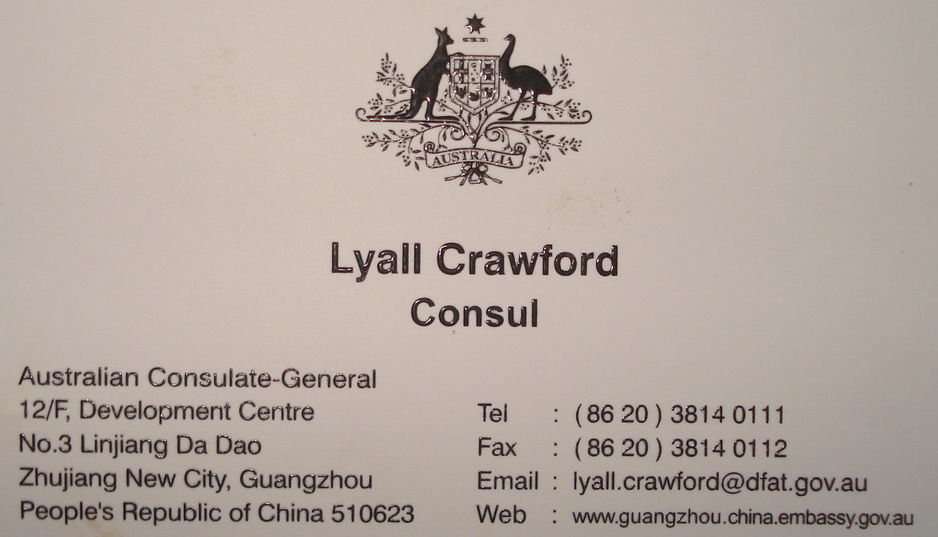 AUSTRALIA
Lyall Crawford
Consul
Australian Consulate-General
12/F, Development Centre
No.3 Linjiang Da Dao
Zhujiang New City, Guangzhou
People's Republic of China 510623
Tel : ( 86 20 ) 3814 0111
Fax : ( 86 20 ) 3814 0112
Email : lyall.crawford@dfat.gov.au
Web : www.guangzhou.china.embassy.gov.au